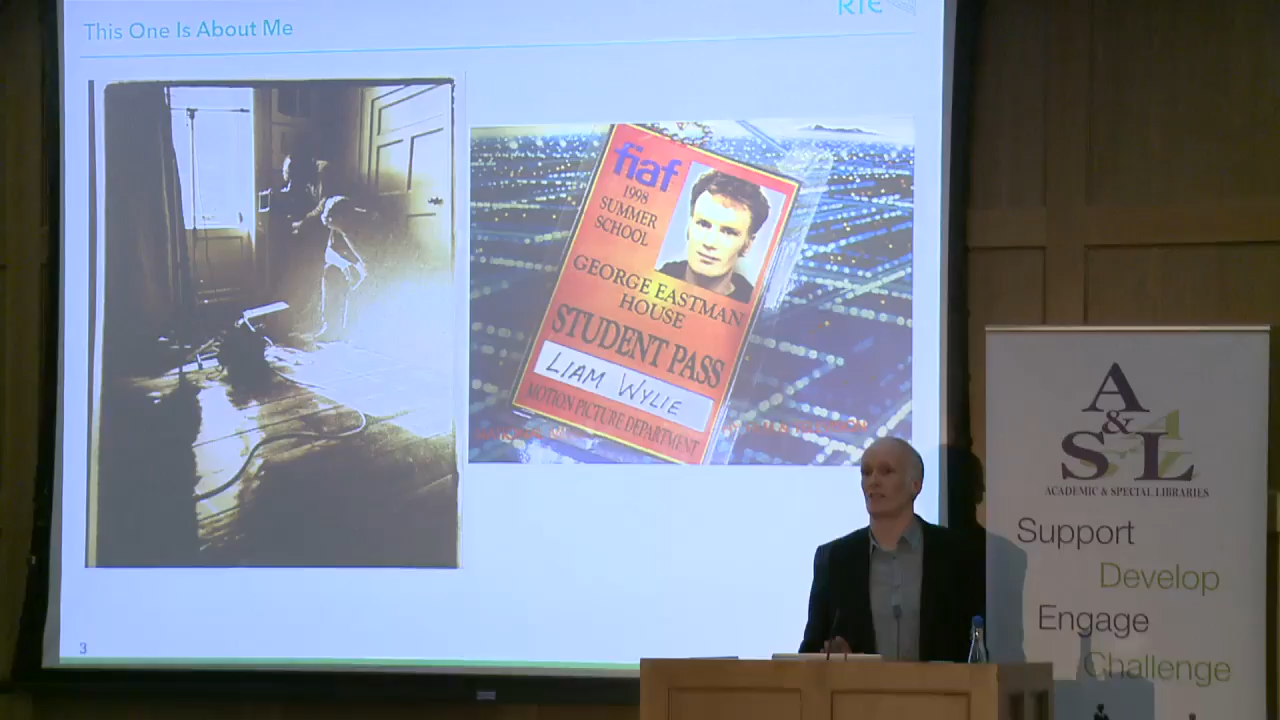 This One Is About Me
RTÉ
fiaf
1998
SUMMER
SCHOOL
GEORGE EASTMAN
HOUSE
STUDENT PASS
LIAM WYLIE
MOTION PICTURE DEPARTMENT
3
A
&
SL
ACADEMIC & SPECIAL LIBRARIES
Support
Develop
Engage
Challenge